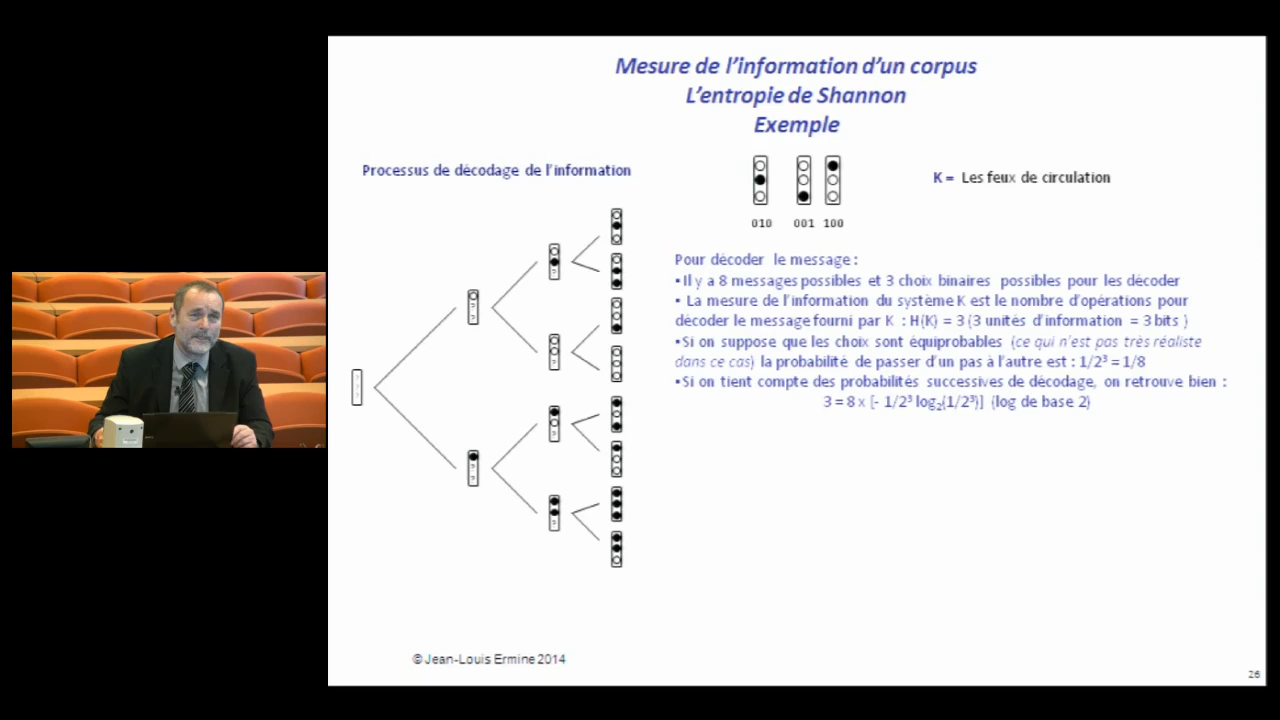 Mesure de l'information d'un corpus
L'entropie de Shannon
Exemple
Processus de décodage de l'information
K = Les feux de circulation
010 001 100
Pour décoder le message :
•Il y a 8 messages possibles et 3 choix binaires possibles pour les décoder
• La mesure de l'information du système K est le nombre d'opérations pour
décoder le message fourni par K : H(K) = 3 (3 unités d'information = 3 bits )
•Si on suppose que les choix sont équiprobables (ce qui n'est pas très réaliste
dans ce cas) la probabilité de passer d'un pas à l'autre est : 1/2³ = 1/8
•Si on tient compte des probabilités successives de décodage, on retrouve bien :
3 = 8 x [- 1/2³ log₂(1/2³)] (log de base 2)
? ? ?
? ?
?
?
? ?
?
?
© Jean-Louis Ermine 2014
26